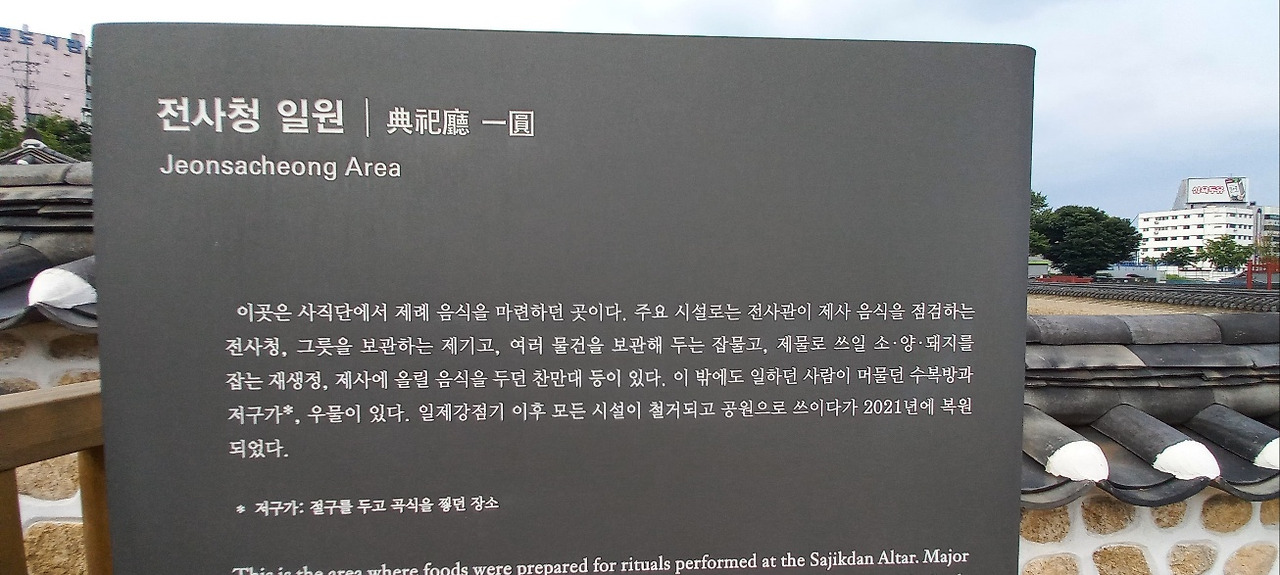 전사청 일원 | 典祀廳 一圓
Jeonsacheong Area
이곳은 사직단에서 제례 음식을 마련하던 곳이다. 주요 시설로는 전사관이 제사 음식을 점검하는
전사청, 그릇을 보관하는 제기고, 여러 물건을 보관해 두는 잡물고, 제물로 쓰일 소·양·돼지를
잡는 재생정, 제사에 올릴 음식을 두던 찬만대 등이 있다. 이 밖에도 일하던 사람이 머물던 수복방과
저구가*, 우물이 있다. 일제강점기 이후 모든 시설이 철거되고 공원으로 쓰이다가 2021년에 복원
되었다.
* 저구가: 절구를 두고 곡식을 찧던 장소
This is the area where foods were prepared for rituals performed at the Sajikdan Altar. Major